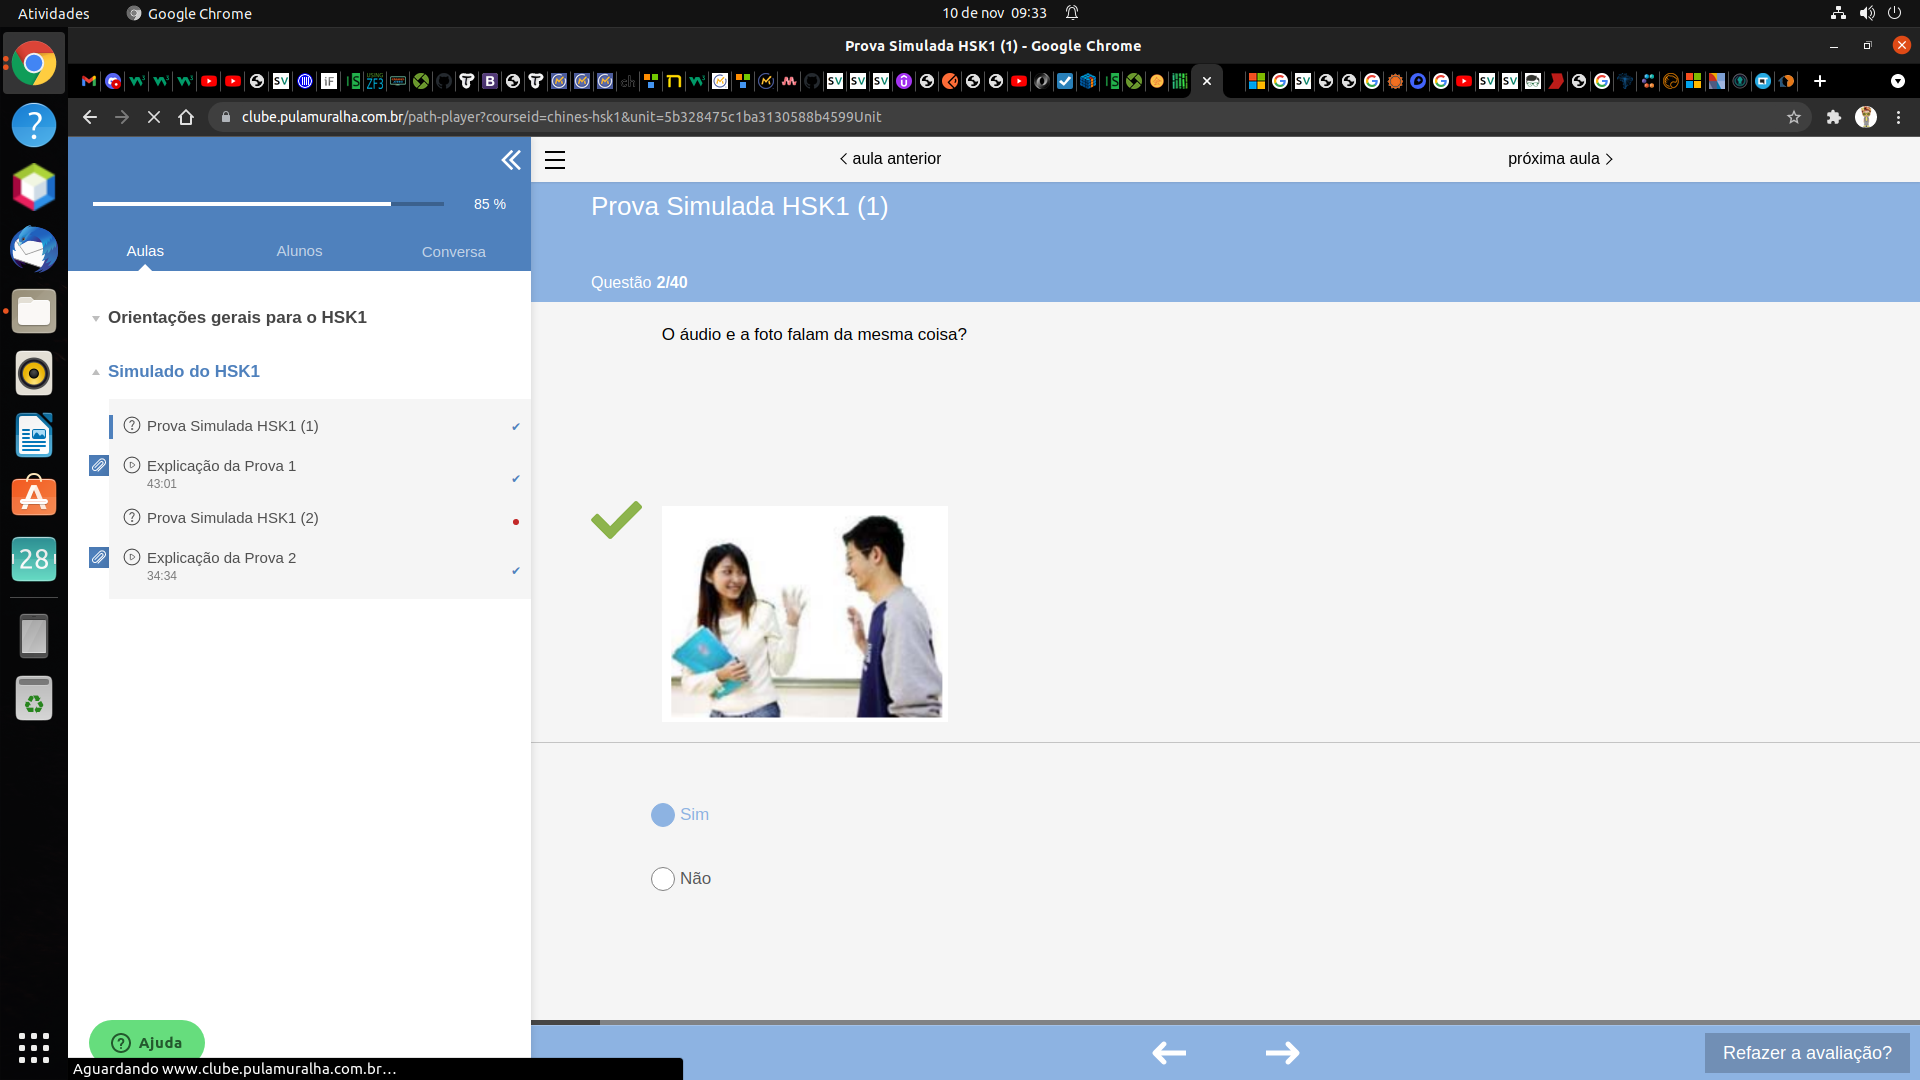 Atividades
Google Chrome
10 de nov 09:33
Prova Simulada HSK1 (1) - Google Chrome
clube.pulamuralha.com.br/path-player?courseid=chines-hsk1&unit=5b328475c1ba3130588b4599Unit
aula anterior
próxima aula
85 %
Prova Simulada HSK1 (1)
Aulas
Alunos
Conversa
Questão 2/40
Orientações gerais para o HSK1
O áudio e a foto falam da mesma coisa?
Simulado do HSK1
Prova Simulada HSK1 (1)
Explicação da Prova 1
43:01
Prova Simulada HSK1 (2)
Explicação da Prova 2
34:34
28
Sim
Não
Ajuda
Refazer a avaliação?
Aguardando www.clube.pulamuralha.com.br…